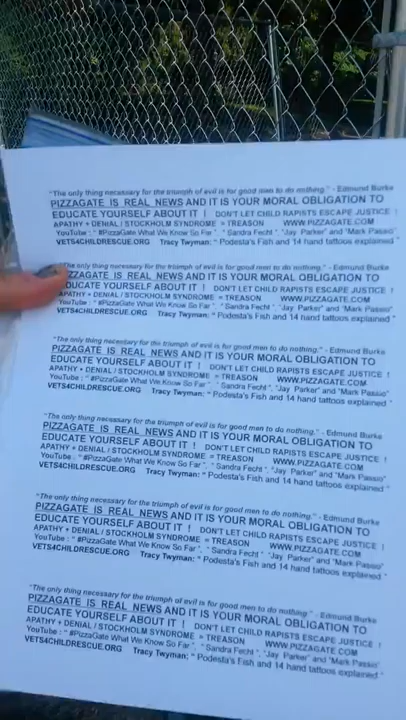 "The only thing necessary for the triumph of evil is for good men to do nothing." - Edmund Burke
PIZZAGATE IS REAL NEWS AND IT IS YOUR MORAL OBLIGATION TO
EDUCATE YOURSELF ABOUT IT ! DON'T LET CHILD RAPISTS ESCAPE JUSTICE !
APATHY + DENIAL / STOCKHOLM SYNDROME = TREASON WWW.PIZZAGATE.COM
YouTube : " #PizzaGate What We Know So Far ", " Sandra Fecht ", "Jay Parker" and "Mark Passio"
VETS4CHILDRESCUE.ORG Tracy Twyman: " Podesta's Fish and 14 hand tattoos explained "
"The only thing necessary for the triumph of evil is for good men to do nothing." - Edmund Burke
ZZAGATE IS REAL NEWS AND IT IS YOUR MORAL OBLIGATION TO
DUCATE YOURSELF ABOUT IT ! DON'T LET CHILD RAPISTS ESCAPE JUSTICE !
APATHY + DENIAL / STOCKHOLM SYNDROME = TREASON WWW.PIZZAGATE.COM
YouTube : " #PizzaGate What We Know So Far ", " Sandra Fecht ", "Jay Parker" and "Mark Passio"
VETS4CHILDRESCUE.ORG Tracy Twyman: " Podesta's Fish and 14 hand tattoos explained "
"The only thing necessary for the triumph of evil is for good men to do nothing." - Edmund Burke
PIZZAGATE IS REAL NEWS AND IT IS YOUR MORAL OBLIGATION TO
EDUCATE YOURSELF ABOUT IT ! DON'T LET CHILD RAPISTS ESCAPE JUSTICE !
APATHY + DENIAL / STOCKHOLM SYNDROME = TREASON WWW.PIZZAGATE.COM
YouTube : " #PizzaGate What We Know So Far ", " Sandra Fecht ", "Jay Parker" and "Mark Passio"
VETS4CHILDRESCUE.ORG Tracy Twyman: " Podesta's Fish and 14 hand tattoos explained "
"The only thing necessary for the triumph of evil is for good men to do nothing." - Edmund Burke
PIZZAGATE IS REAL NEWS AND IT IS YOUR MORAL OBLIGATION TO
EDUCATE YOURSELF ABOUT IT ! DON'T LET CHILD RAPISTS ESCAPE JUSTICE !
APATHY + DENIAL / STOCKHOLM SYNDROME = TREASON WWW.PIZZAGATE.COM
YouTube : " #PizzaGate What We Know So Far ", " Sandra Fecht ", "Jay Parker" and "Mark Passio"
VETS4CHILDRESCUE.ORG Tracy Twyman: " Podesta's Fish and 14 hand tattoos explained "
"The only thing necessary for the triumph of evil is for good men to do nothing." - Edmund Burke
PIZZAGATE IS REAL NEWS AND IT IS YOUR MORAL OBLIGATION TO
EDUCATE YOURSELF ABOUT IT ! DON'T LET CHILD RAPISTS ESCAPE JUSTICE !
APATHY + DENIAL / STOCKHOLM SYNDROME = TREASON WWW.PIZZAGATE.COM
YouTube : " #PizzaGate What We Know So Far ", " Sandra Fecht ", "Jay Parker" and "Mark Passio"
VETS4CHILDRESCUE.ORG Tracy Twyman: " Podesta's Fish and 14 hand tattoos explained "
"The only thing necessary for the triumph of evil is for good men to do nothing." - Edmund Burke
PIZZAGATE IS REAL NEWS AND IT IS YOUR MORAL OBLIGATION TO
EDUCATE YOURSELF ABOUT IT ! DON'T LET CHILD RAPISTS ESCAPE JUSTICE !
APATHY + DENIAL / STOCKHOLM SYNDROME = TREASON WWW.PIZZAGATE.COM
YouTube : " #PizzaGate What We Know So Far ", " Sandra Fecht ", "Jay Parker" and "Mark Passio"
VETS4CHILDRESCUE.ORG Tracy Twyman: " Podesta's Fish and 14 hand tattoos explained "